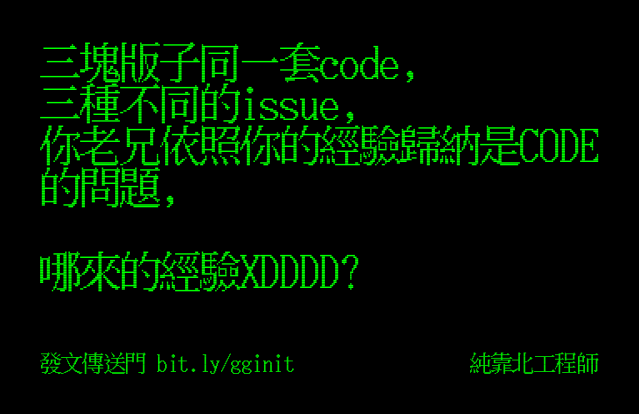 三塊版子同一套code,
三種不同的issue,
你老兄依照你的經驗歸納是CODE
的問題,
哪來的經驗XDDDD?
發文傳送門 bit.ly/gginit
純靠北工程師